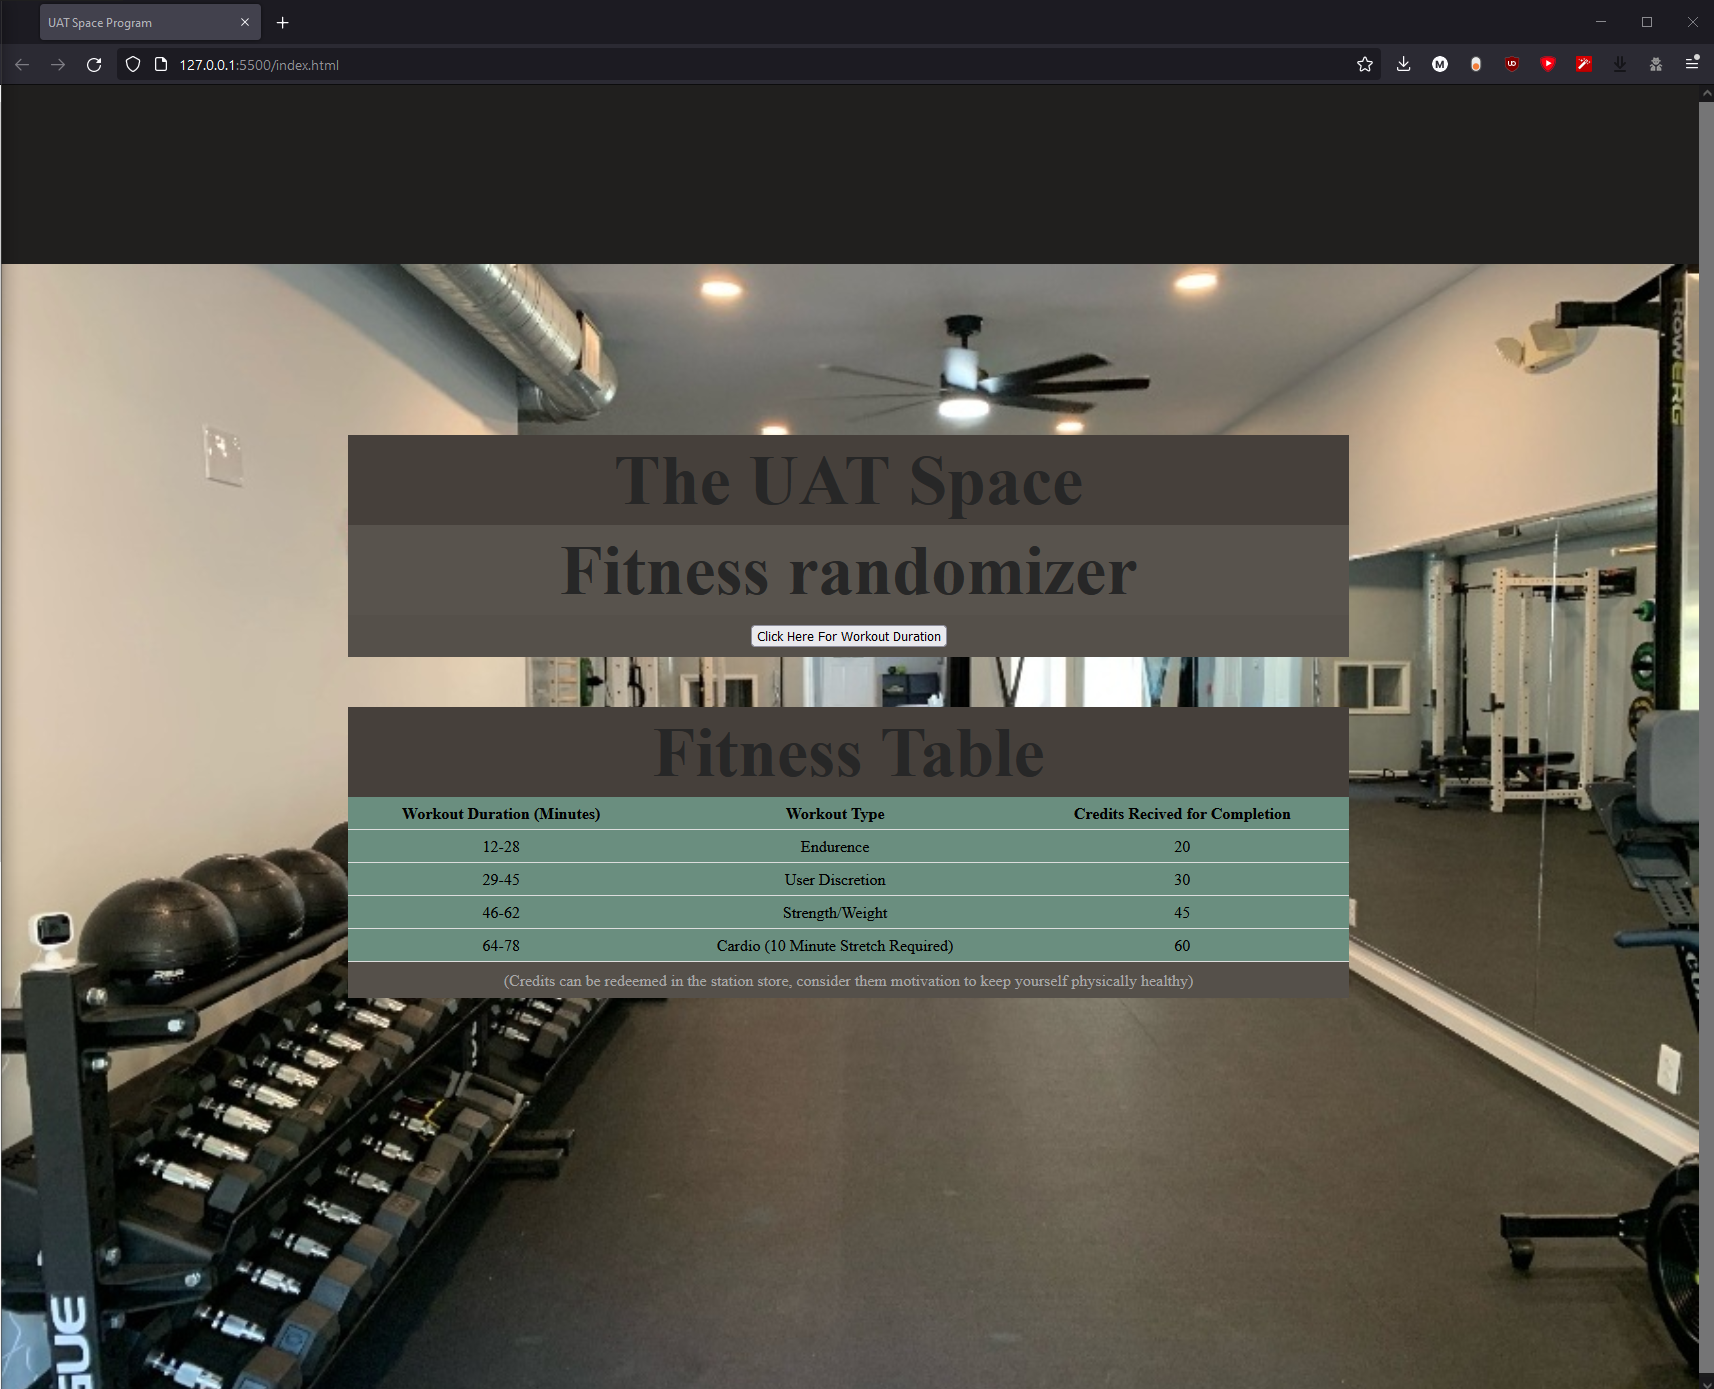 UAT Space Program
127.0.0.1:5500/index.html
ROWERG
The UAT Space
Fitness randomizer
Click Here For Workout Duration
Fitness Table
Workout Duration (Minutes) Workout Type Credits Recived for Completion
12-28 Endurence 20
29-45 User Discretion 30
46-62 Strength/Weight 45
64-78 Cardio (10 Minute Stretch Required) 60
(Credits can be redeemed in the station store, consider them motivation to keep yourself physically healthy)
GUE